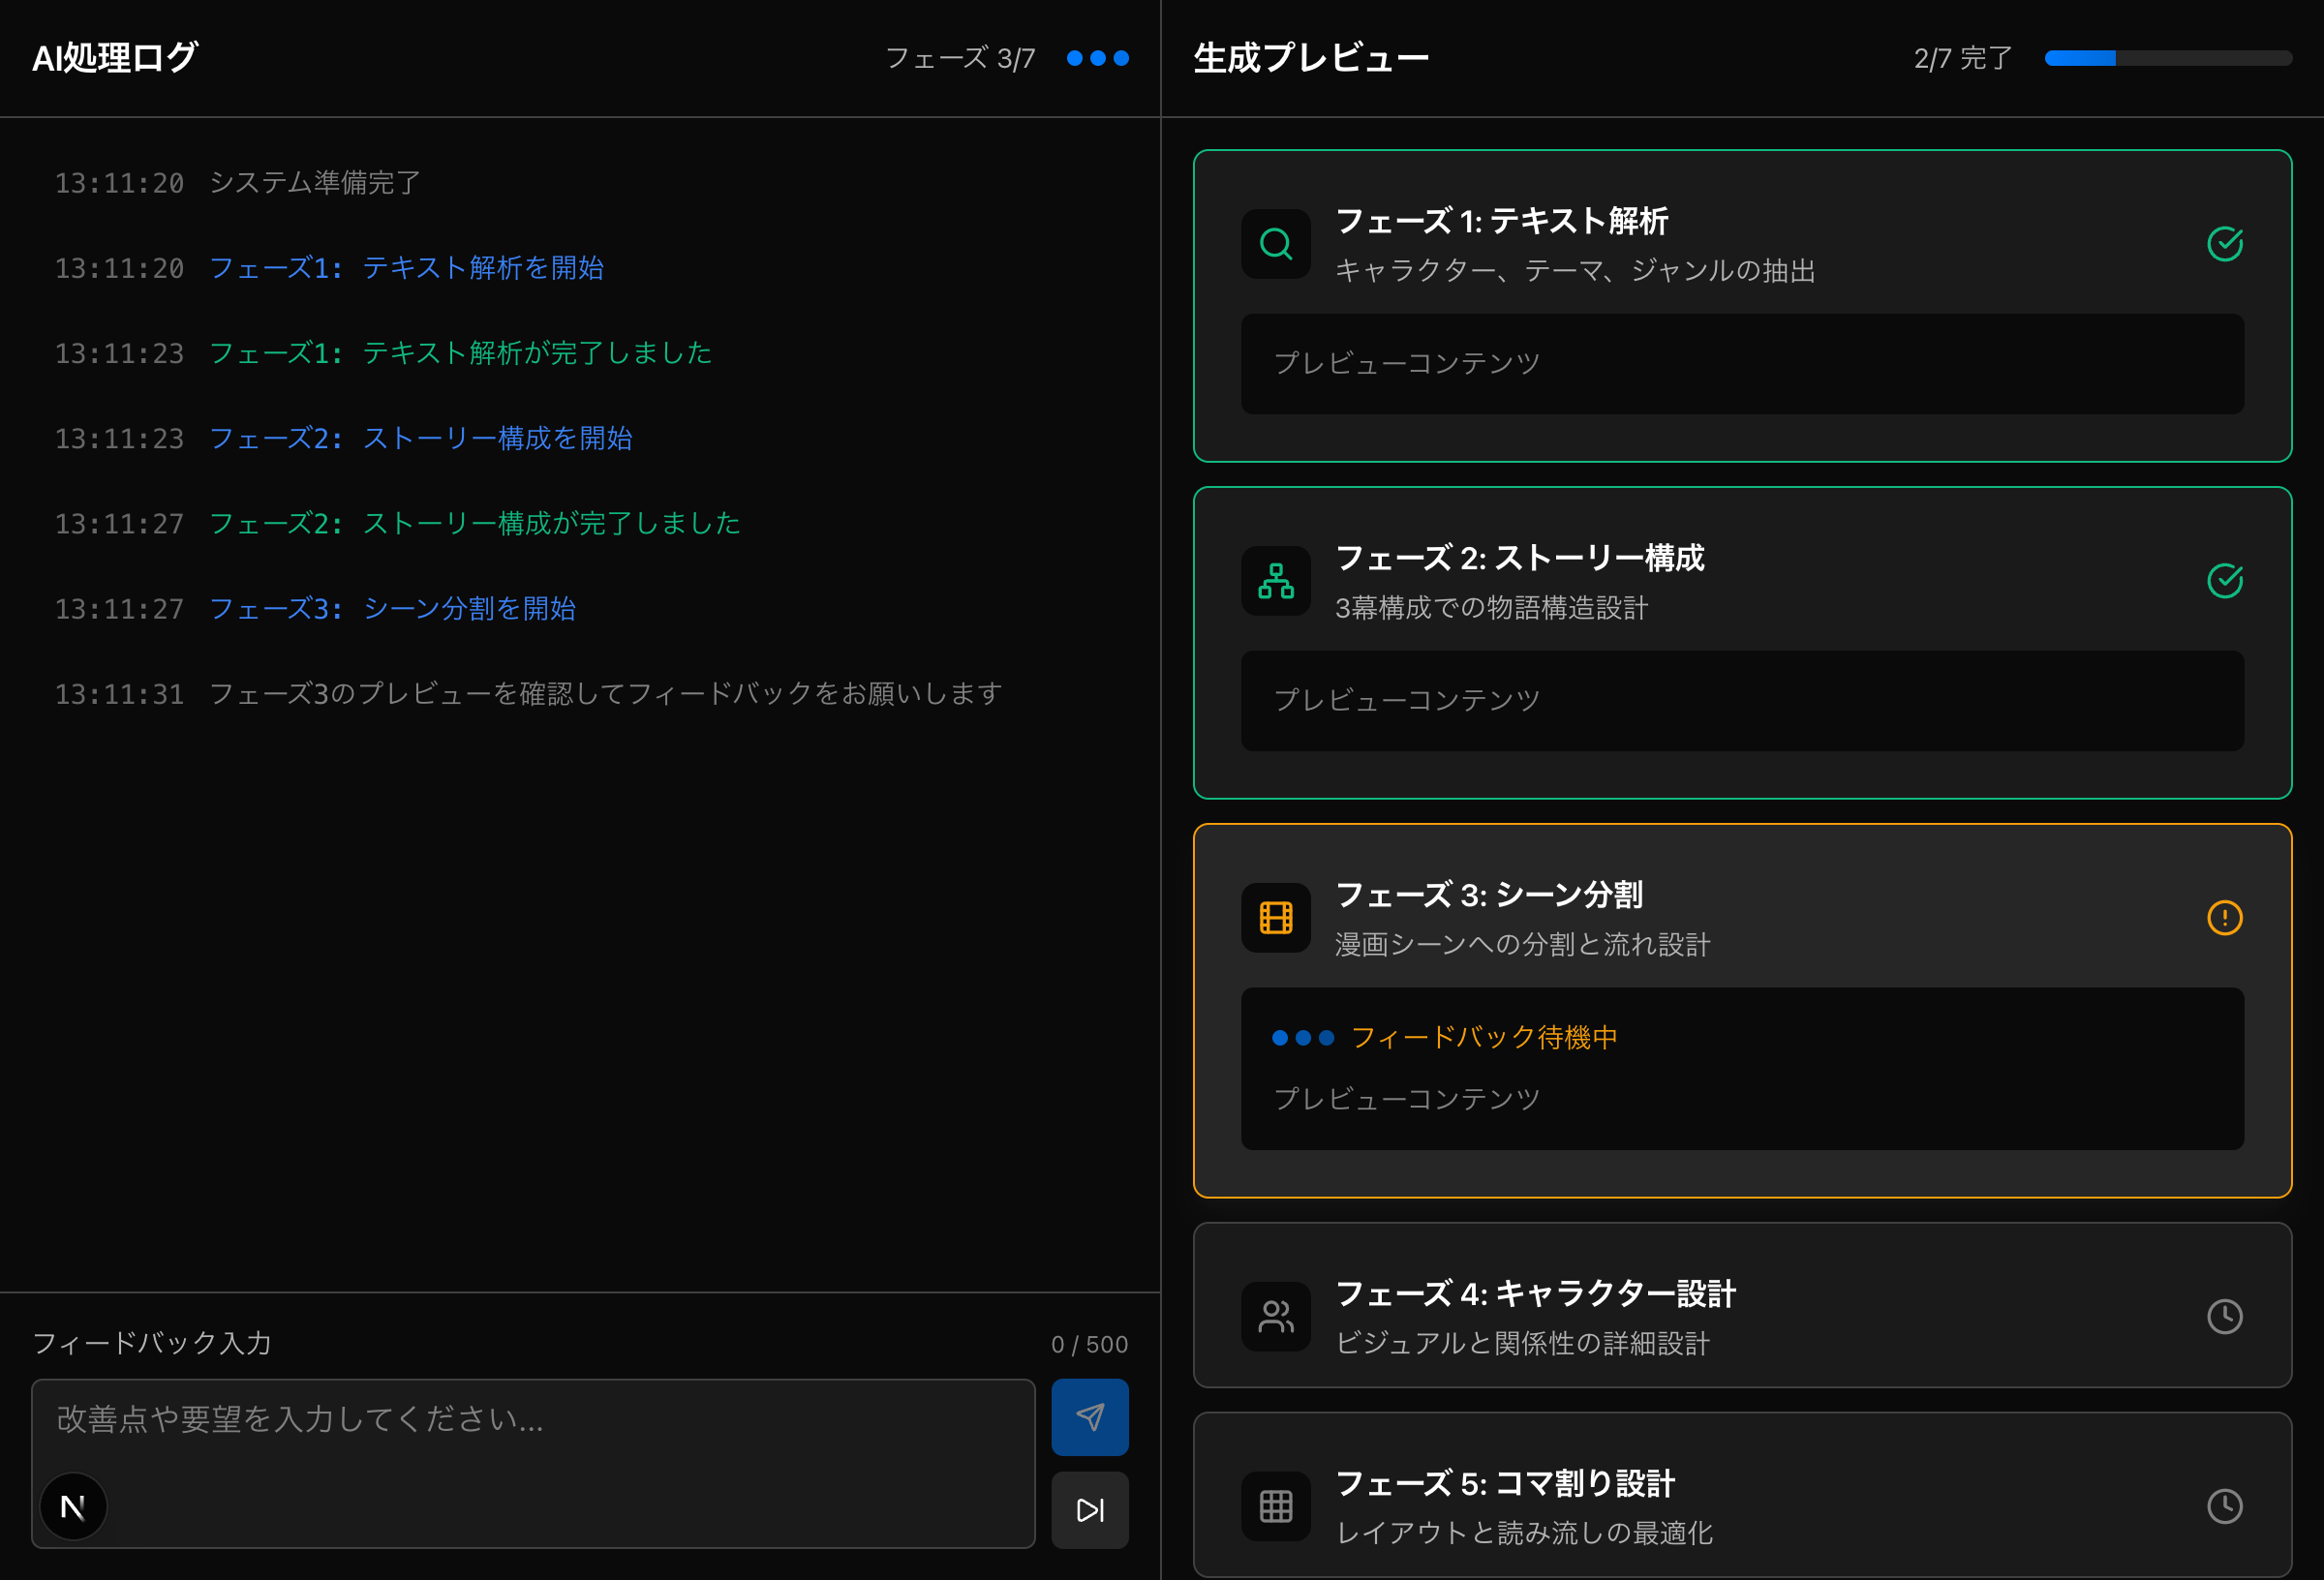 AI処理ログ
フェーズ 3/7
13:11:20 システム準備完了
13:11:20 フェーズ1: テキスト解析を開始
13:11:23 フェーズ1: テキスト解析が完了しました
13:11:23 フェーズ2: ストーリー構成を開始
13:11:27 フェーズ2: ストーリー構成が完了しました
13:11:27 フェーズ3: シーン分割を開始
13:11:31 フェーズ3のプレビューを確認してフィードバックをお願いします
フィードバック入力
0 / 500
改善点や要望を入力してください...
N
生成プレビュー
2/7 完了
フェーズ 1: テキスト解析
キャラクター、テーマ、ジャンルの抽出
プレビューコンテンツ
フェーズ 2: ストーリー構成
3幕構成での物語構造設計
プレビューコンテンツ
フェーズ 3: シーン分割
漫画シーンへの分割と流れ設計
フィードバック待機中
プレビューコンテンツ
フェーズ 4: キャラクター設計
ビジュアルと関係性の詳細設計
フェーズ 5: コマ割り設計
レイアウトと読み流しの最適化